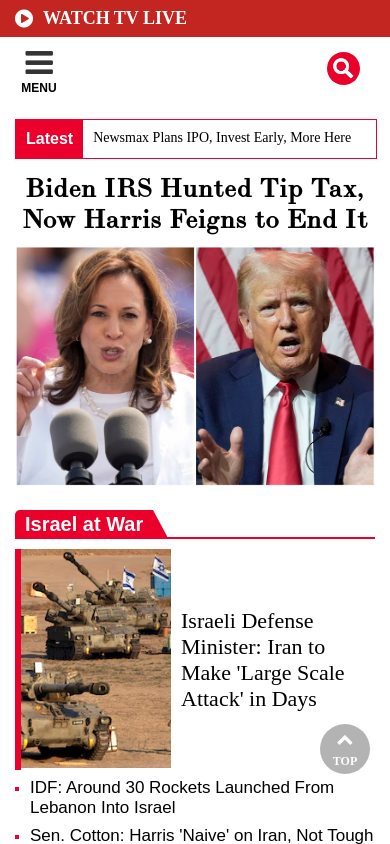 WATCH TV LIVE
MENU
Latest
Newsmax Plans IPO, Invest Early, More Here
Biden IRS Hunted Tip Tax,
Now Harris Feigns to End It
Israel at War
Israeli Defense
Minister: Iran to
Make 'Large Scale
Attack' in Days
TOP
IDF: Around 30 Rockets Launched From
Lebanon Into Israel
Sen. Cotton: Harris 'Naive' on Iran, Not Tough